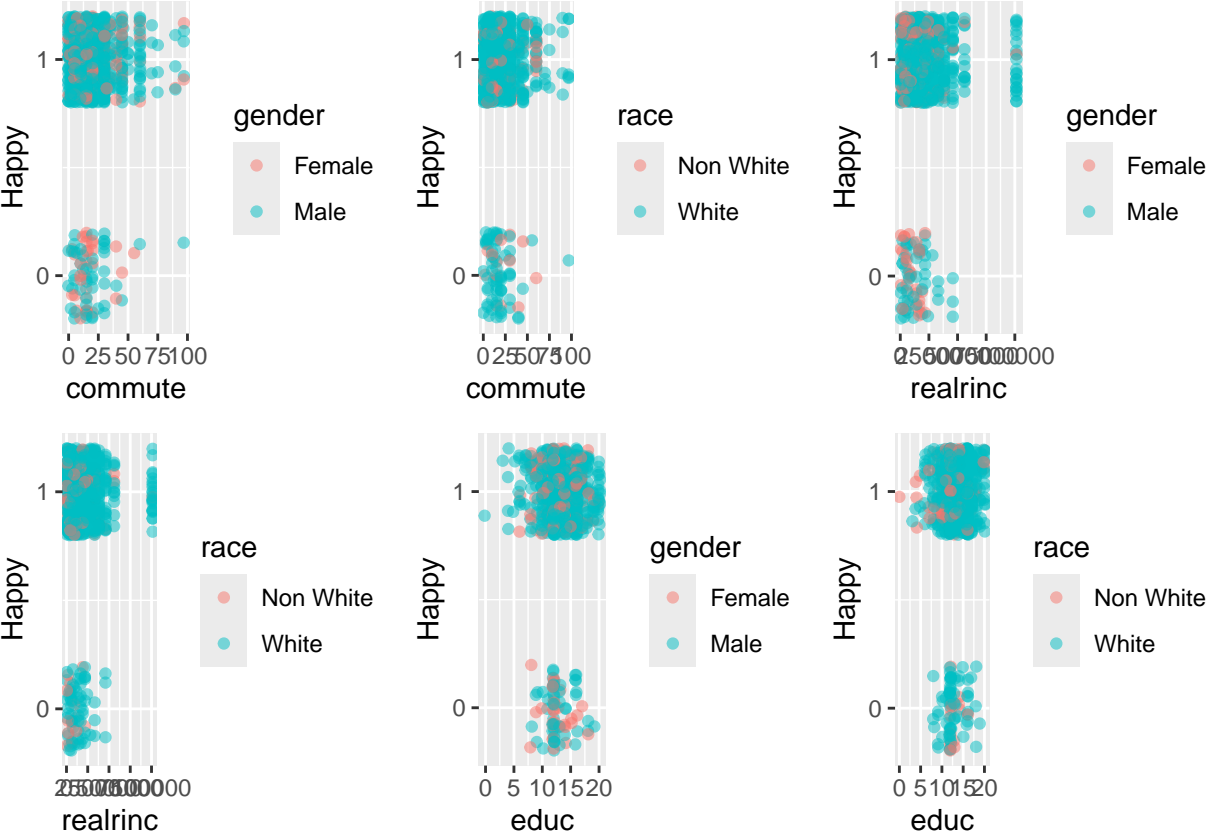 1
Happy
0
0 25 50 75 100
commute
gender
Female
Male
1
Happy
0
0 25 50 75 100
commute
race
Non White
White
1
Happy
0
realrinc
gender
Female
Male
1
Happy
0
realrinc
race
Non White
White
1
Happy
0
0 5 10 15 20
educ
gender
Female
Male
1
Happy
0
0 5 10 15 20
educ
race
Non White
White